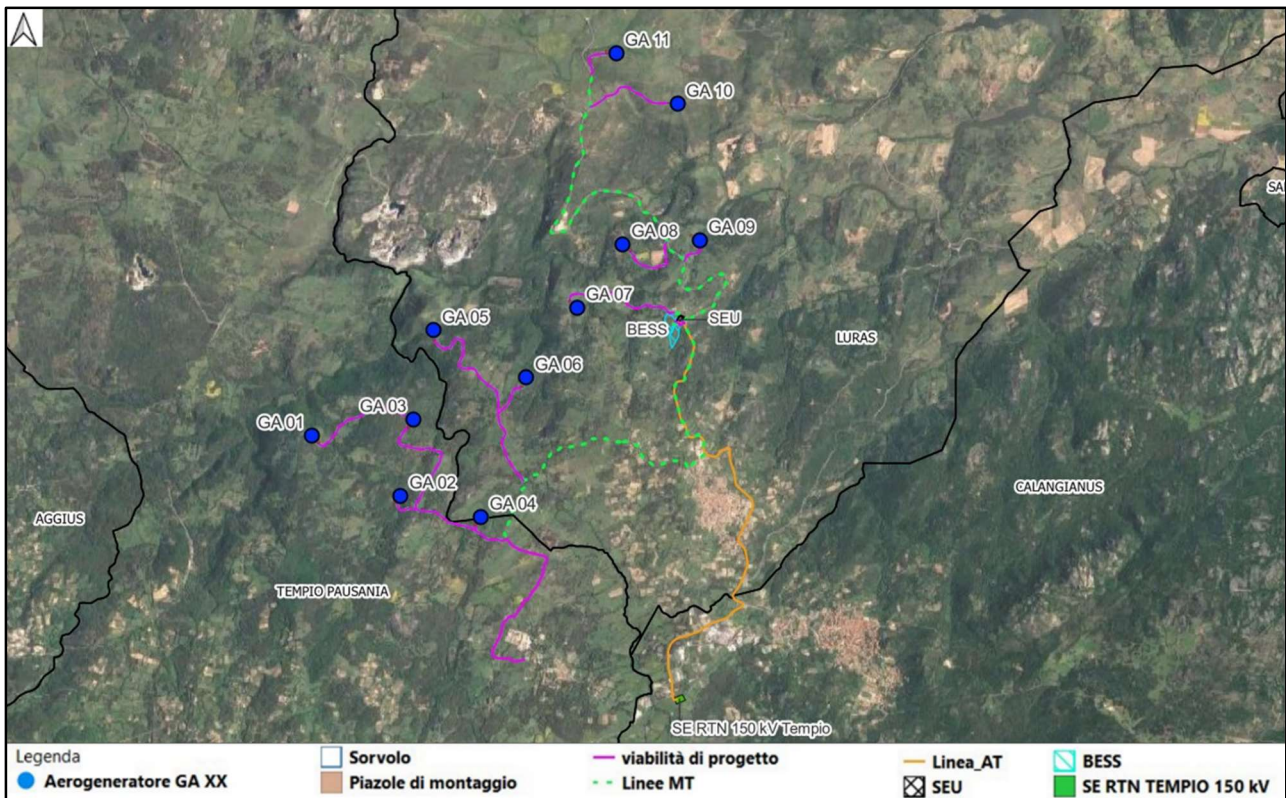 GA 11
GA 10
GA 08
GA 09
SA
GA 07
GA 05
BESS
SEU
LURAS
GA 06
GA 03
GA 01
GA 02
GA 04
CALANGIANUS
AGGIUS
TEMPIO PAUSANIA
SE RTN 150 kV Tempio
Legenda
Aerogeneratore GA XX
Sorvolo
Piazole di montaggio
viabilità di progetto
Linee MT
Linea_AT
SEU
BESS
SE RTN TEMPIO 150 kV